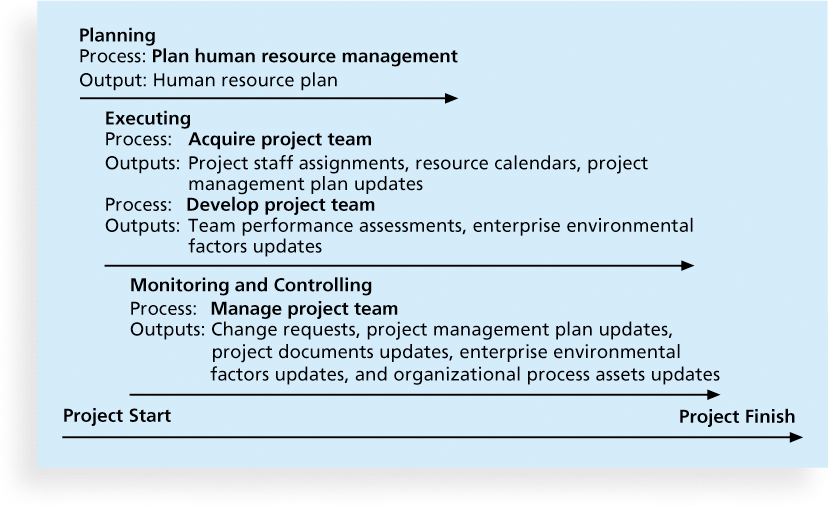 Planning
Process: Plan human resource management
Output: Human resource plan
Executing
Process: Acquire project team
Outputs: Project staff assignments, resource calendars, project
management plan updates
Process: Develop project team
Outputs: Team performance assessments, enterprise environmental
factors updates
Monitoring and Controlling
Process: Manage project team
Outputs: Change requests, project management plan updates,
project documents updates, enterprise environmental
factors updates, and organizational process assets updates
Project Start Project Finish